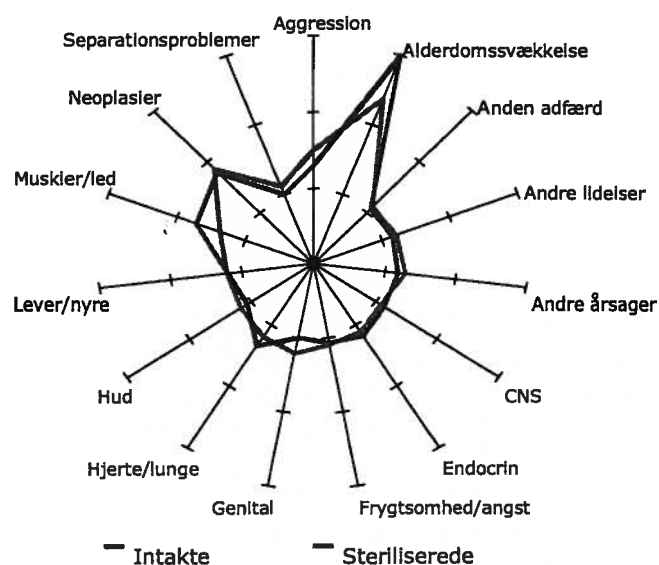 Aggression
Separationsproblemer
Alderdomssvækkelse
Neoplasier
Anden adfærd
Muskler/led
Andre lidelser
Lever/nyre
Andre årsager
Hud
CNS
Hjerte/lunge
Endocrin
Genital
Frygtsomhed/angst
Intakte
Steriliserede